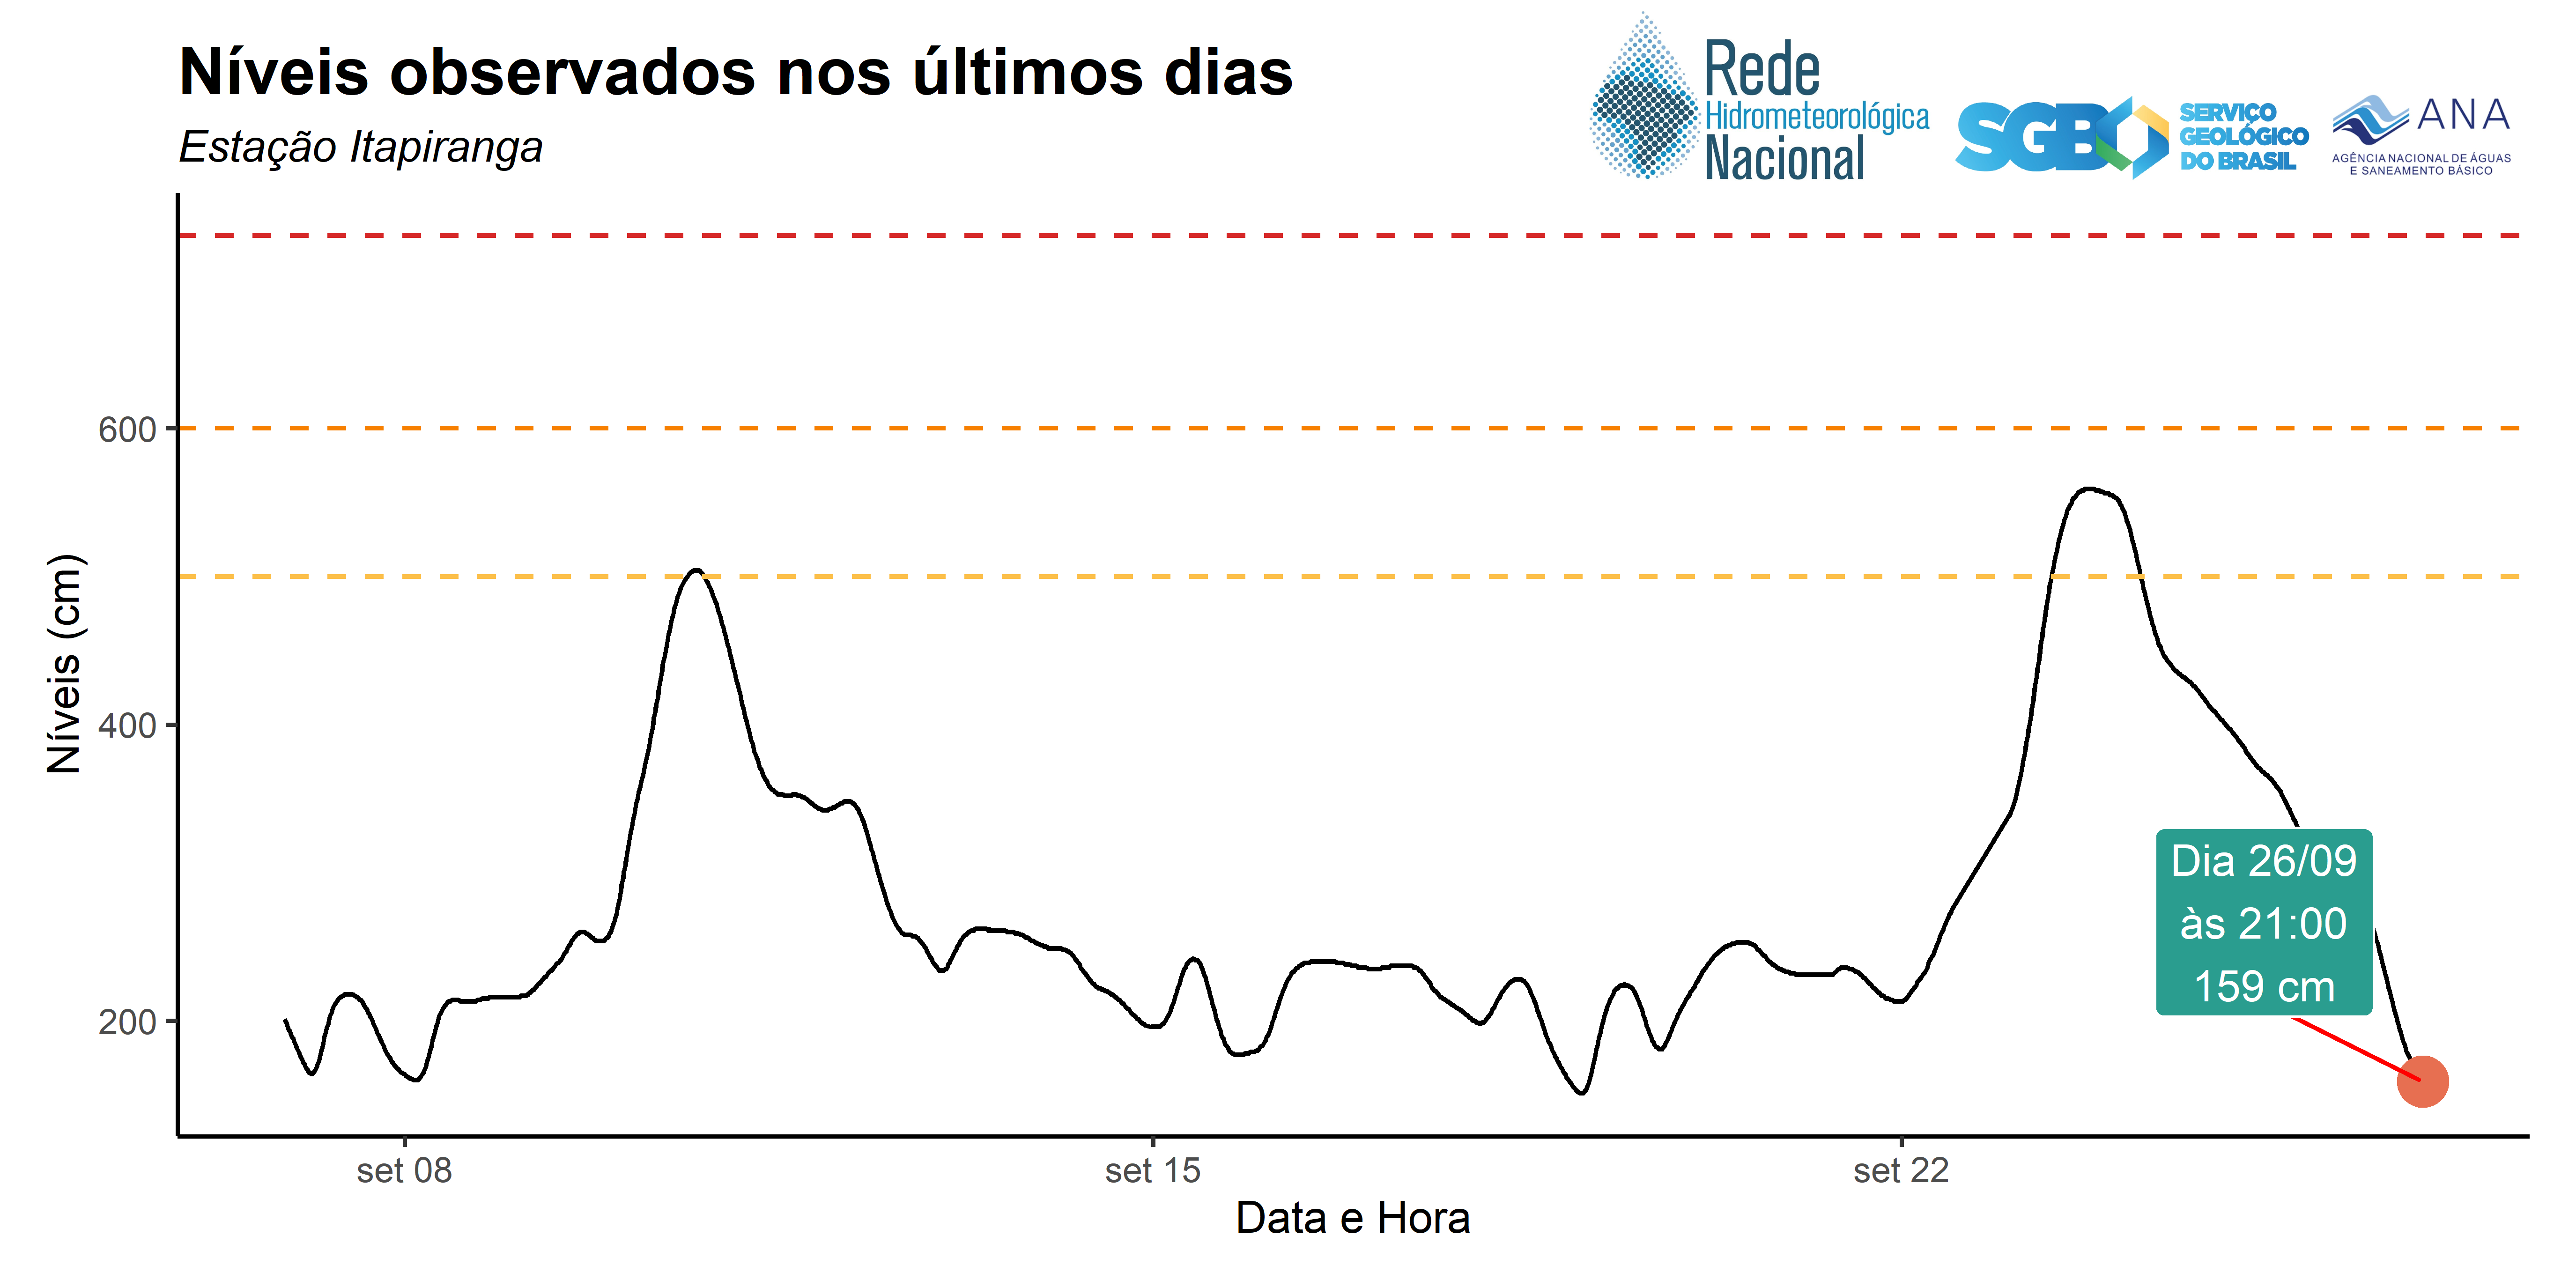 Níveis observados nos últimos dias
Estação Itapiranga
Rede
Hidrometeorológica
Nacional
SGB
SERVIÇO
GEOLÓGICO
DO BRASIL
ANA
AGÊNCIA NACIONAL DE ÁGUAS
E SANEAMENTO BÁSICO
Níveis (cm)
600
400
200
Dia 26/09
às 21:00
159 cm
set 08
set 15
set 22
Data e Hora